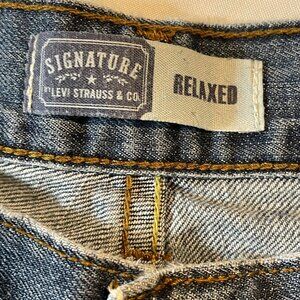 SIGNATURE
BY LEVI STRAUSS & CO.
RELAXED